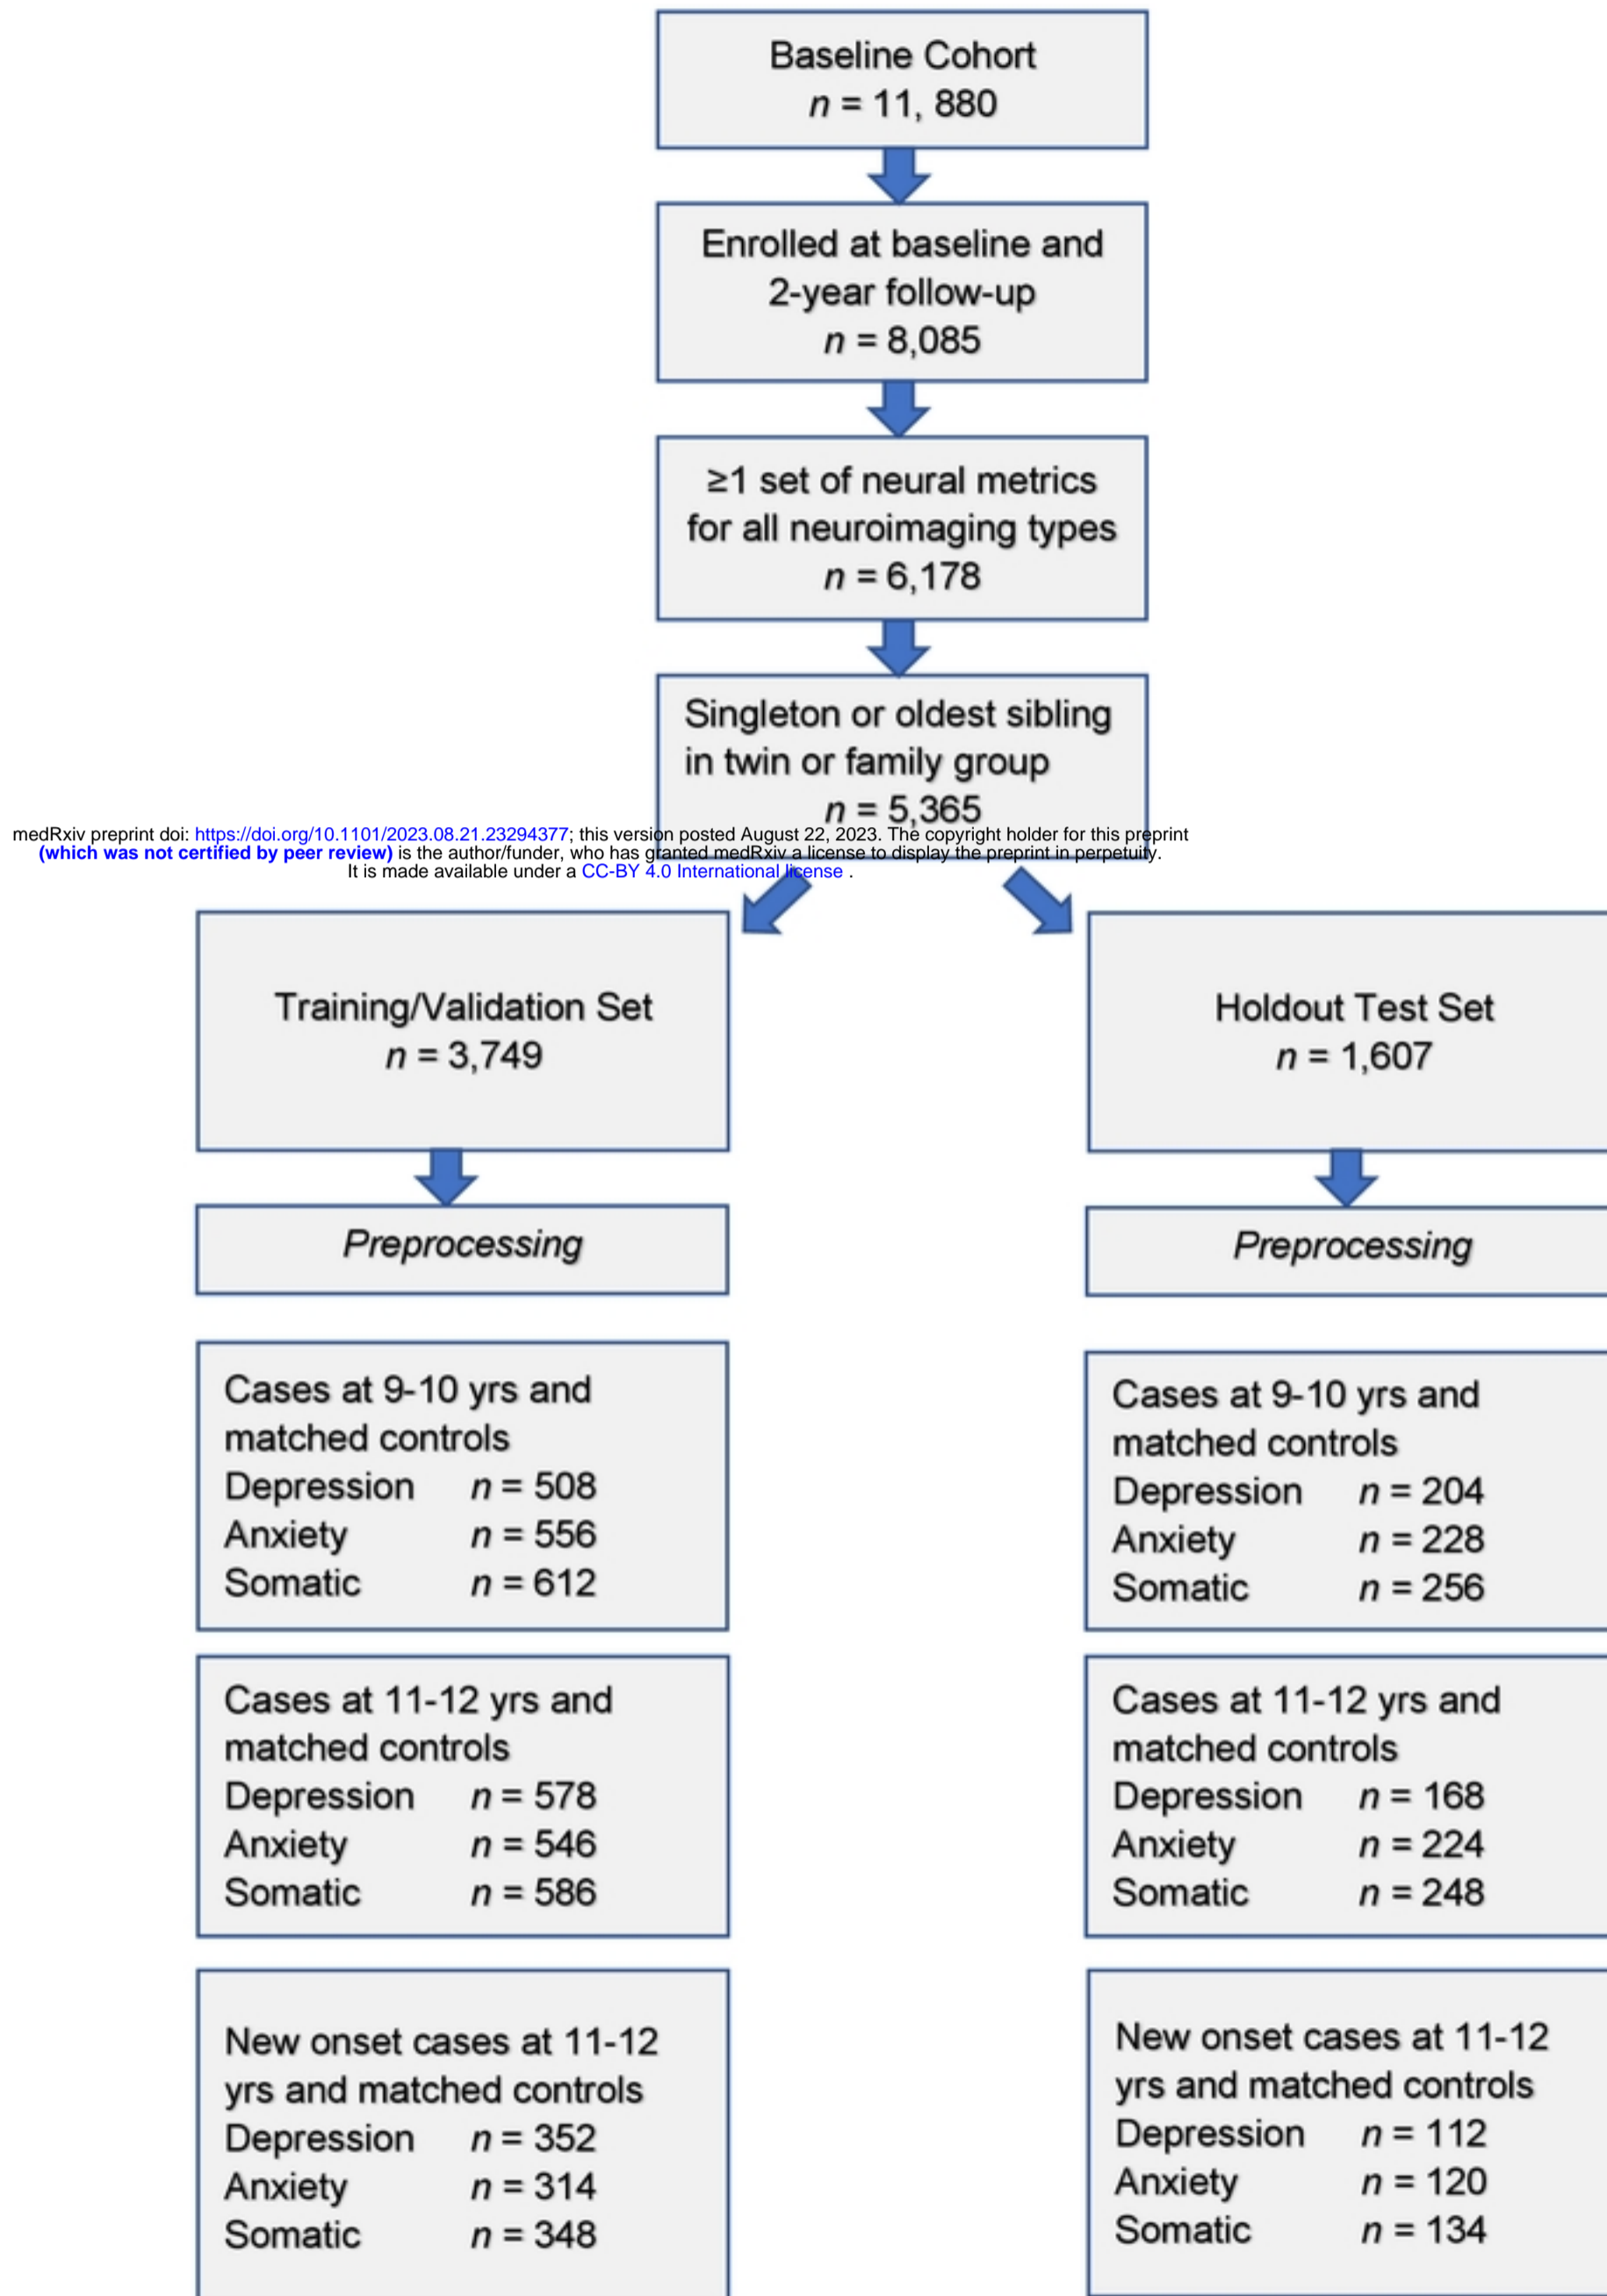 Baseline Cohort
n = 11, 880
Enrolled at baseline and
2-year follow-up
n = 8,085
≥1 set of neural metrics
for all neuroimaging types
n = 6,178
Singleton or oldest sibling
in twin or family group
n = 5,365
medRxiv preprint doi: https://doi.org/10.1101/2023.08.21.23294377; this version posted August 22, 2023. The copyright holder for this preprint
(which was not certified by peer review) is the author/funder, who has granted medRxiv a license to display the preprint in perpetuity.
It is made available under a CC-BY 4.0 International license .
Training/Validation Set
n = 3,749
Preprocessing
Cases at 9-10 yrs and
matched controls
Depression n = 508
Anxiety n = 556
Somatic n = 612
Cases at 11-12 yrs and
matched controls
Depression n = 578
Anxiety n = 546
Somatic n = 586
New onset cases at 11-12
yrs and matched controls
Depression n = 352
Anxiety n = 314
Somatic n = 348
Holdout Test Set
n = 1,607
Preprocessing
Cases at 9-10 yrs and
matched controls
Depression n = 204
Anxiety n = 228
Somatic n = 256
Cases at 11-12 yrs and
matched controls
Depression n = 168
Anxiety n = 224
Somatic n = 248
New onset cases at 11-12
yrs and matched controls
Depression n = 112
Anxiety n = 120
Somatic n = 134